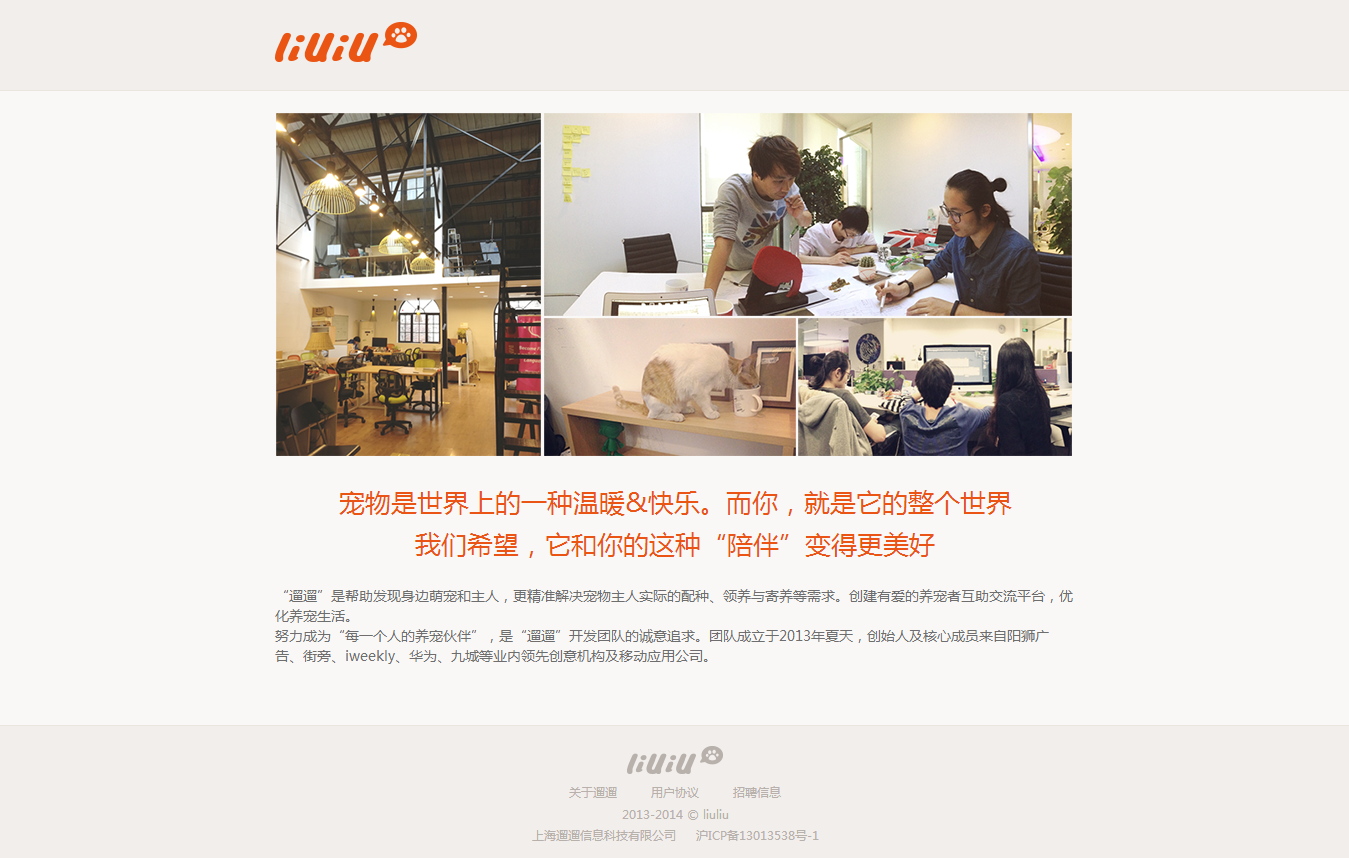 liuliu
宠物是世界上的一种温暖&快乐。而你，就是它的整个世界
我们希望，它和你的这种“陪伴”变得更美好
“遛遛”是帮助发现身边萌宠和主人，更精准解决宠物主人实际的配种、领养与寄养等需求。创建有爱的养宠者互助交流平台，优
化养宠生活。
努力成为“每一个人的养宠伙伴”，是“遛遛”开发团队的诚意追求。团队成立于2013年夏天，创始人及核心成员来自阳狮广
告、街旁、iweekly、华为、九城等业内领先创意机构及移动应用公司。
liuliu
关于遛遛 用户协议 招聘信息
2013-2014 © liuliu
上海遛遛信息科技有限公司 沪ICP备13013538号-1